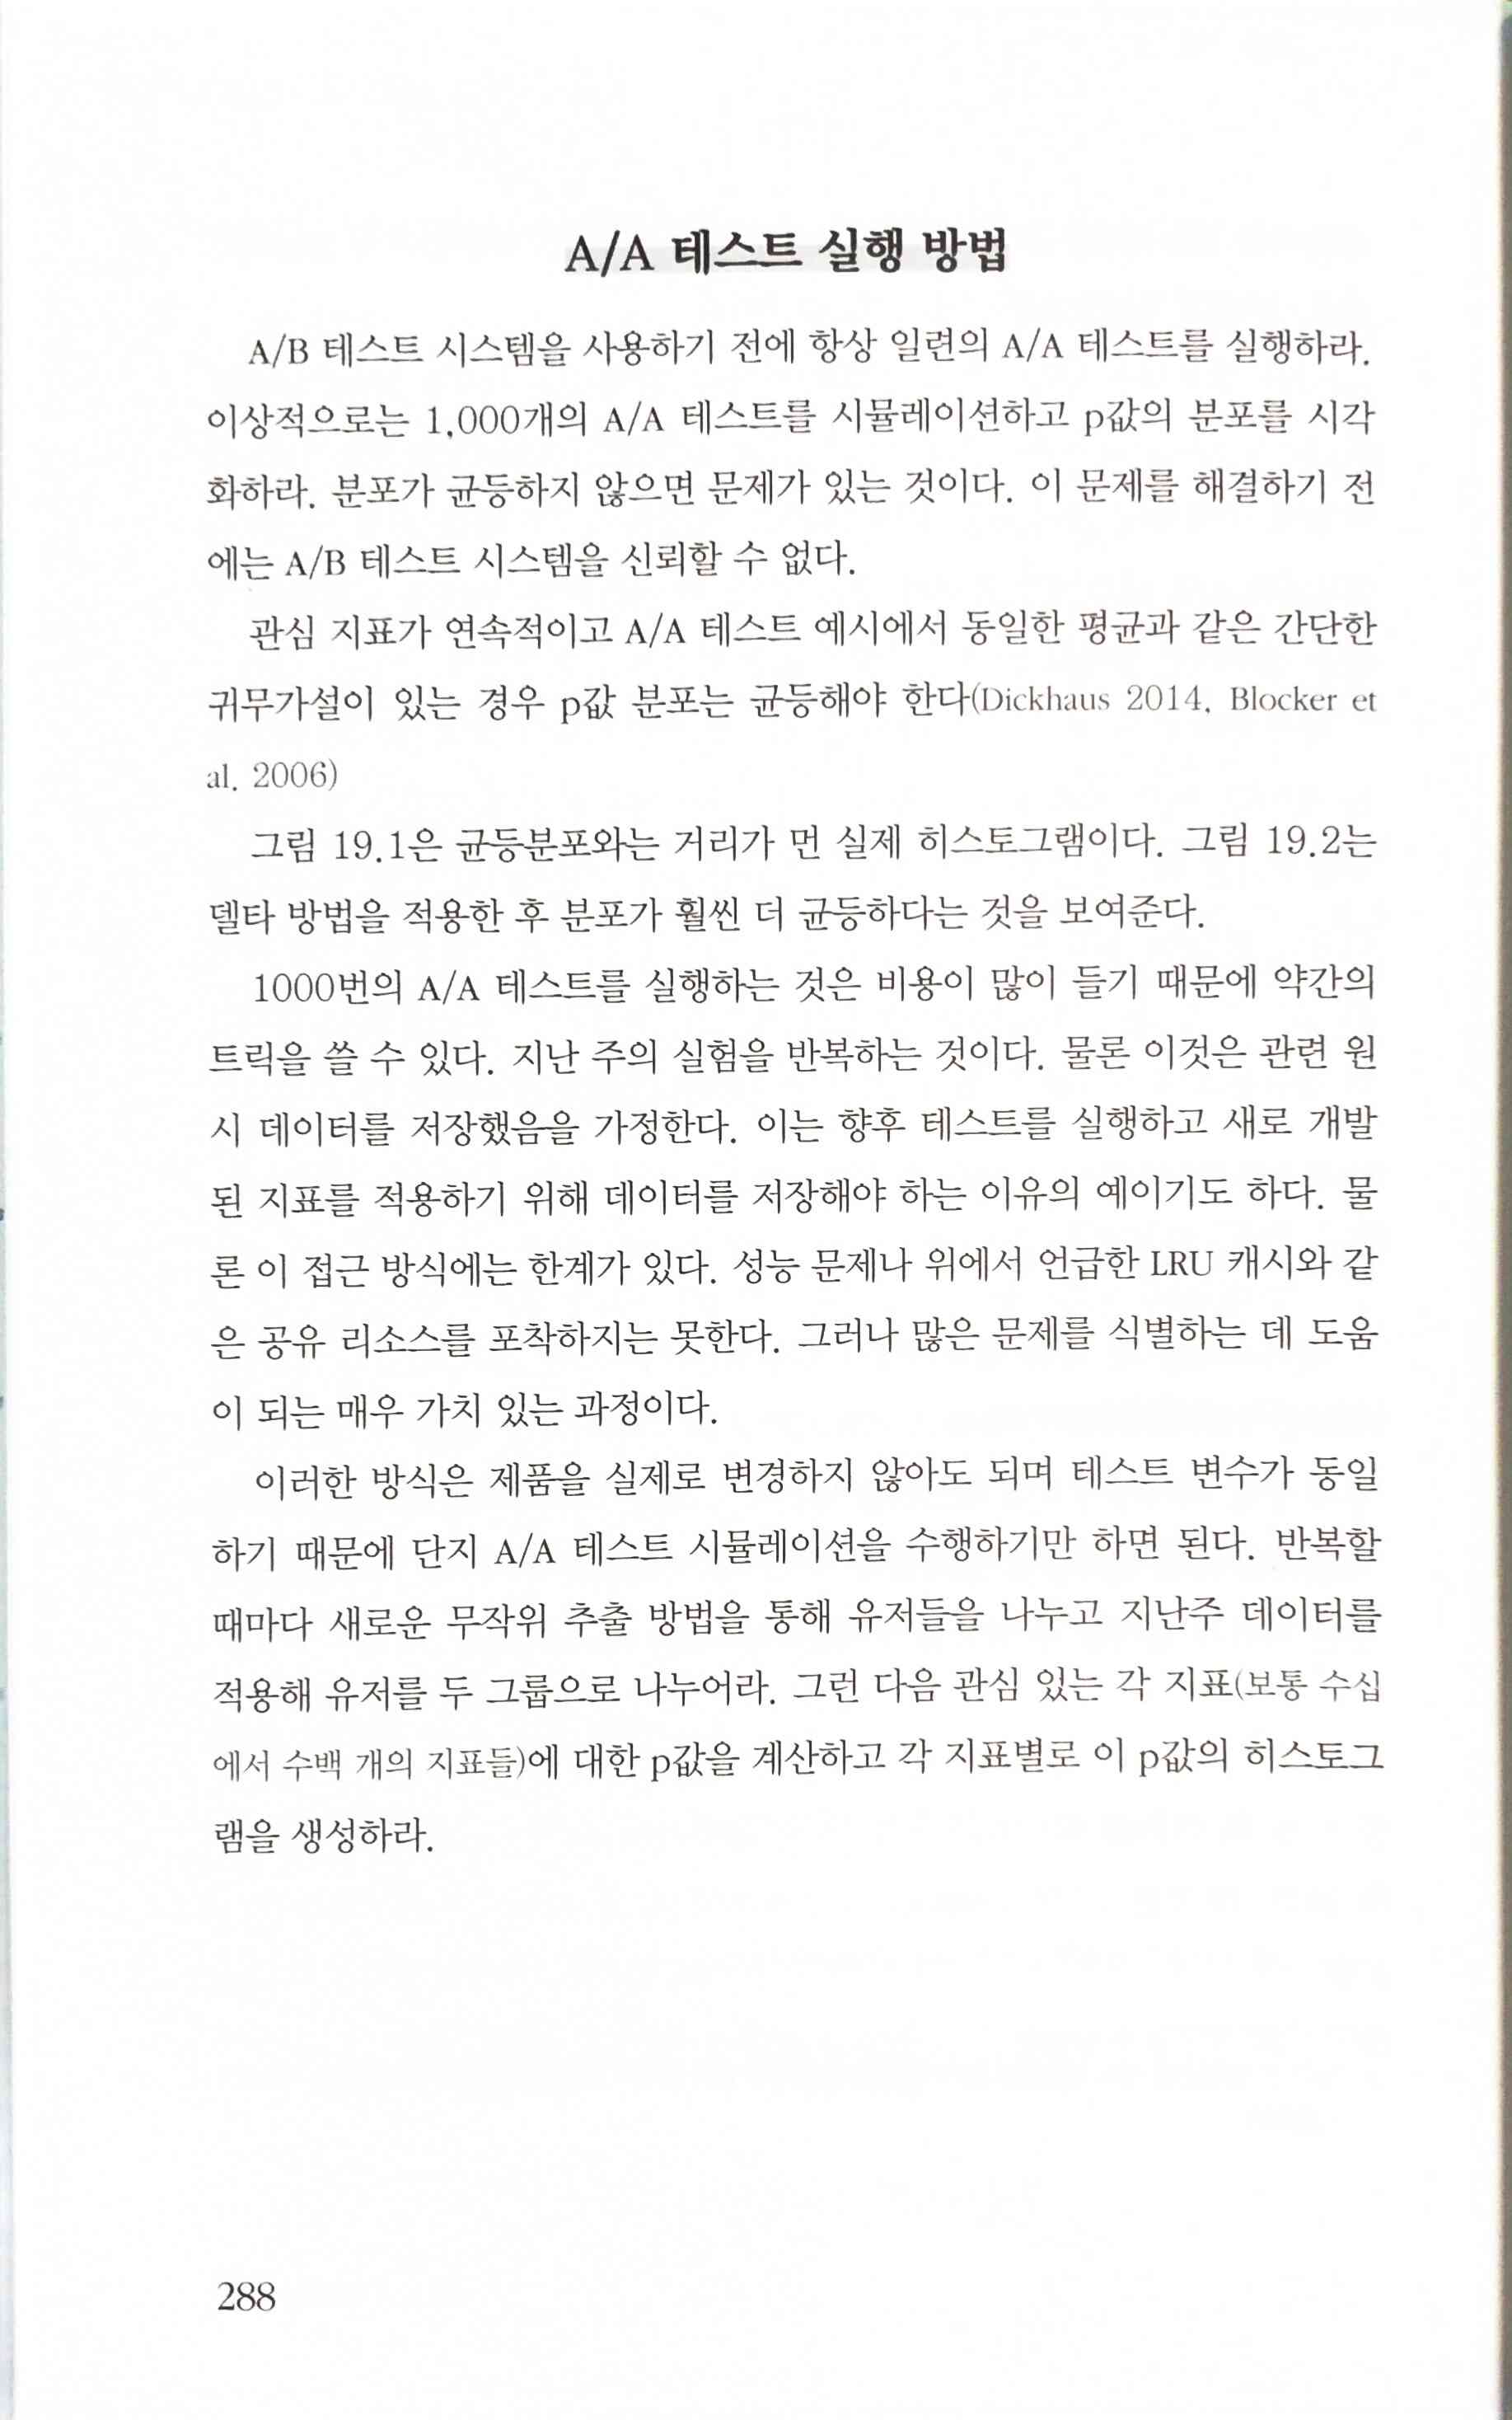 A/A 테스트 실행 방법
A/B 테스트 시스템을 사용하기 전에 항상 일련의 A/A 테스트를 실행하라.
이상적으로는 1,000개의 A/A 테스트를 시뮬레이션하고 p값의 분포를 시각
화하라. 분포가 균등하지 않으면 문제가 있는 것이다. 이 문제를 해결하기 전
에는 A/B 테스트 시스템을 신뢰할 수 없다.
관심 지표가 연속적이고 A/A 테스트 예시에서 동일한 평균과 같은 간단한
귀무가설이 있는 경우 p값 분포는 균등해야 한다(Dickhaus 2014, Blocker et
al. 2006)
그림 19.1은 균등분포와는 거리가 먼 실제 히스토그램이다. 그림 19.2는
델타 방법을 적용한 후 분포가 훨씬 더 균등하다는 것을 보여준다.
1000번의 A/A 테스트를 실행하는 것은 비용이 많이 들기 때문에 약간의
트릭을 쓸 수 있다. 지난 주의 실험을 반복하는 것이다. 물론 이것은 관련 원
시 데이터를 저장했음을 가정한다. 이는 향후 테스트를 실행하고 새로 개발
된 지표를 적용하기 위해 데이터를 저장해야 하는 이유의 예이기도 하다. 물
론 이 접근 방식에는 한계가 있다. 성능 문제나 위에서 언급한 LRU 캐시와 같
은 공유 리소스를 포착하지는 못한다. 그러나 많은 문제를 식별하는 데 도움
이 되는 매우 가치 있는 과정이다.
이러한 방식은 제품을 실제로 변경하지 않아도 되며 테스트 변수가 동일
하기 때문에 단지 A/A 테스트 시뮬레이션을 수행하기만 하면 된다. 반복할
때마다 새로운 무작위 추출 방법을 통해 유저들을 나누고 지난주 데이터를
적용해 유저를 두 그룹으로 나누어라. 그런 다음 관심 있는 각 지표(보통 수십
에서 수백 개의 지표들)에 대한 p값을 계산하고 각 지표별로 이 p값의 히스토그
램을 생성하라.
288